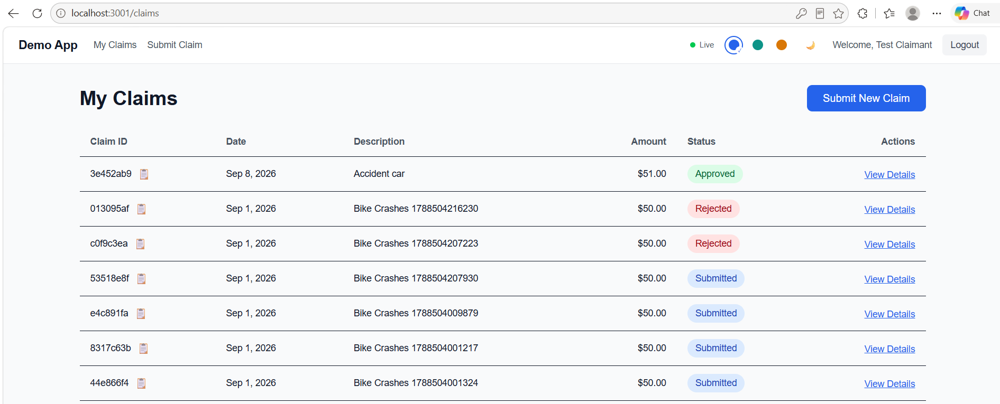 localhost:3001/claims
Chat
Demo App My Claims Submit Claim Live Welcome, Test Claimant Logout
My Claims Submit New Claim
Claim ID Date Description Amount Status Actions
3e452ab9 Sep 8, 2026 Accident car $51.00 Approved View Details
013095af Sep 1, 2026 Bike Crashes 1788504216230 $50.00 Rejected View Details
c0f9c3ea Sep 1, 2026 Bike Crashes 1788504207223 $50.00 Rejected View Details
53518e8f Sep 1, 2026 Bike Crashes 1788504207930 $50.00 Submitted View Details
e4c891fa Sep 1, 2026 Bike Crashes 1788504009879 $50.00 Submitted View Details
8317c63b Sep 1, 2026 Bike Crashes 1788504001217 $50.00 Submitted View Details
44e866f4 Sep 1, 2026 Bike Crashes 1788504001324 $50.00 Submitted View Details